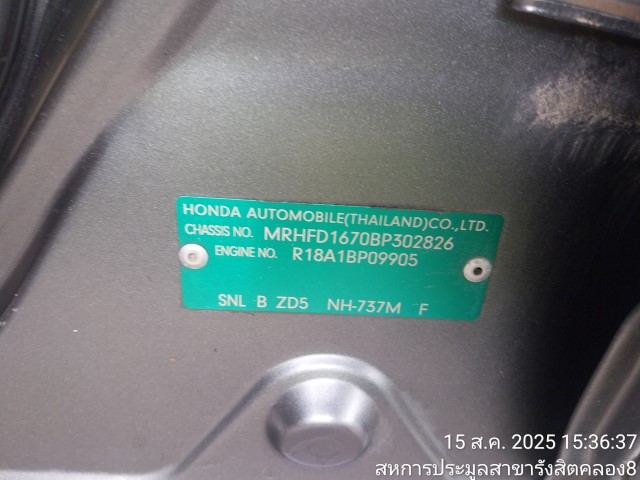 HONDA AUTOMOBILE(THAILAND)CO.,LTD.
CHASSIS NO. MRHFD1670BP302826
ENGINE NO. R18A1BP09905
SNL B ZD5 NH-737M F
15 ส.ค. 2025 15:36:37
สหการประมูลสาขารังสิตคลอง8